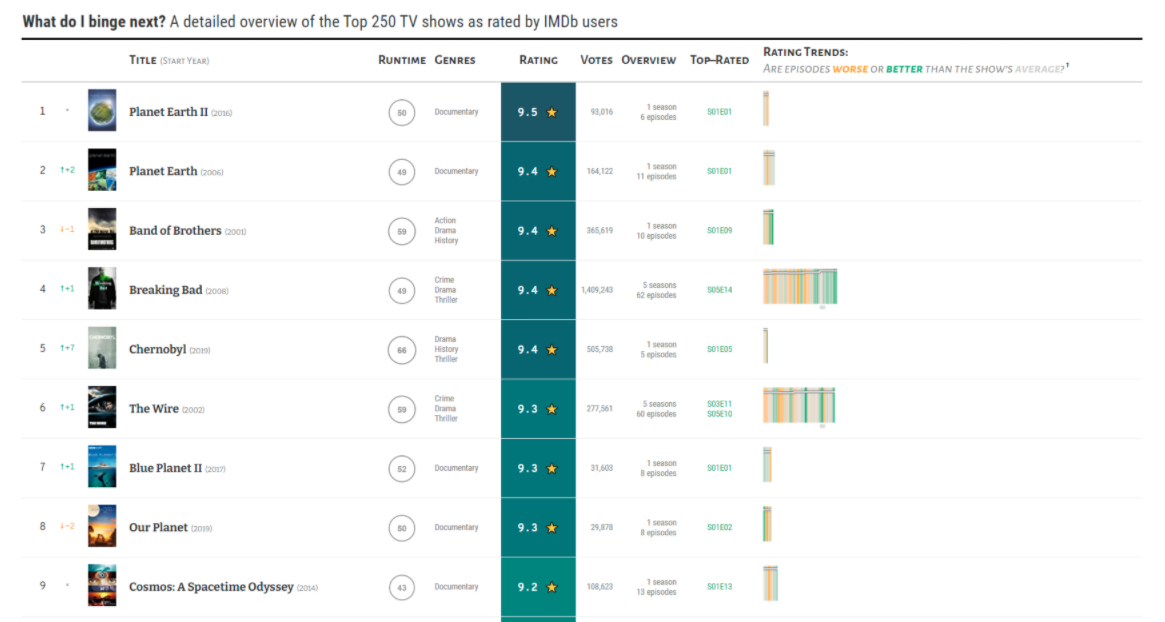 What do I binge next? A detailed overview of the Top 250 TV shows as rated by IMDb users
TITLE (START YEAR) RUNTIME GENRES RATING VOTES OVERVIEW TOP-RATED RATING TRENDS:
ARE EPISODES WORSE OR BETTER THAN THE SHOW'S AVERAGE?¹
1 Planet Earth II (2016) 50 Documentary 9.5 93,016 1 season S01E01
6 episodes
2 ↑+2 Planet Earth (2006) 49 Documentary 9.4 164,122 1 season S01E01
11 episodes
3 ↓-1 Band of Brothers (2001) 59 Action 9.4 365,619 1 season S01E09
Drama 10 episodes
History
4 ↑+1 Breaking Bad (2008) 49 Crime 9.4 1,409,243 5 seasons S05E14
Drama 62 episodes
Thriller
5 ↑+7 Chernobyl (2019) 66 Drama 9.4 505,738 1 season S01E05
History 5 episodes
Thriller
6 ↑+1 The Wire (2002) 59 Crime 9.3 277,561 5 seasons S03E11
Drama 60 episodes S05E10
Thriller
7 ↑+1 Blue Planet II (2017) 52 Documentary 9.3 31,603 1 season S01E01
8 episodes
8 ↓-2 Our Planet (2019) 50 Documentary 9.3 29,878 1 season S01E02
8 episodes
9 Cosmos: A Spacetime Odyssey (2014) 43 Documentary 9.2 108,623 1 season S01E13
13 episodes